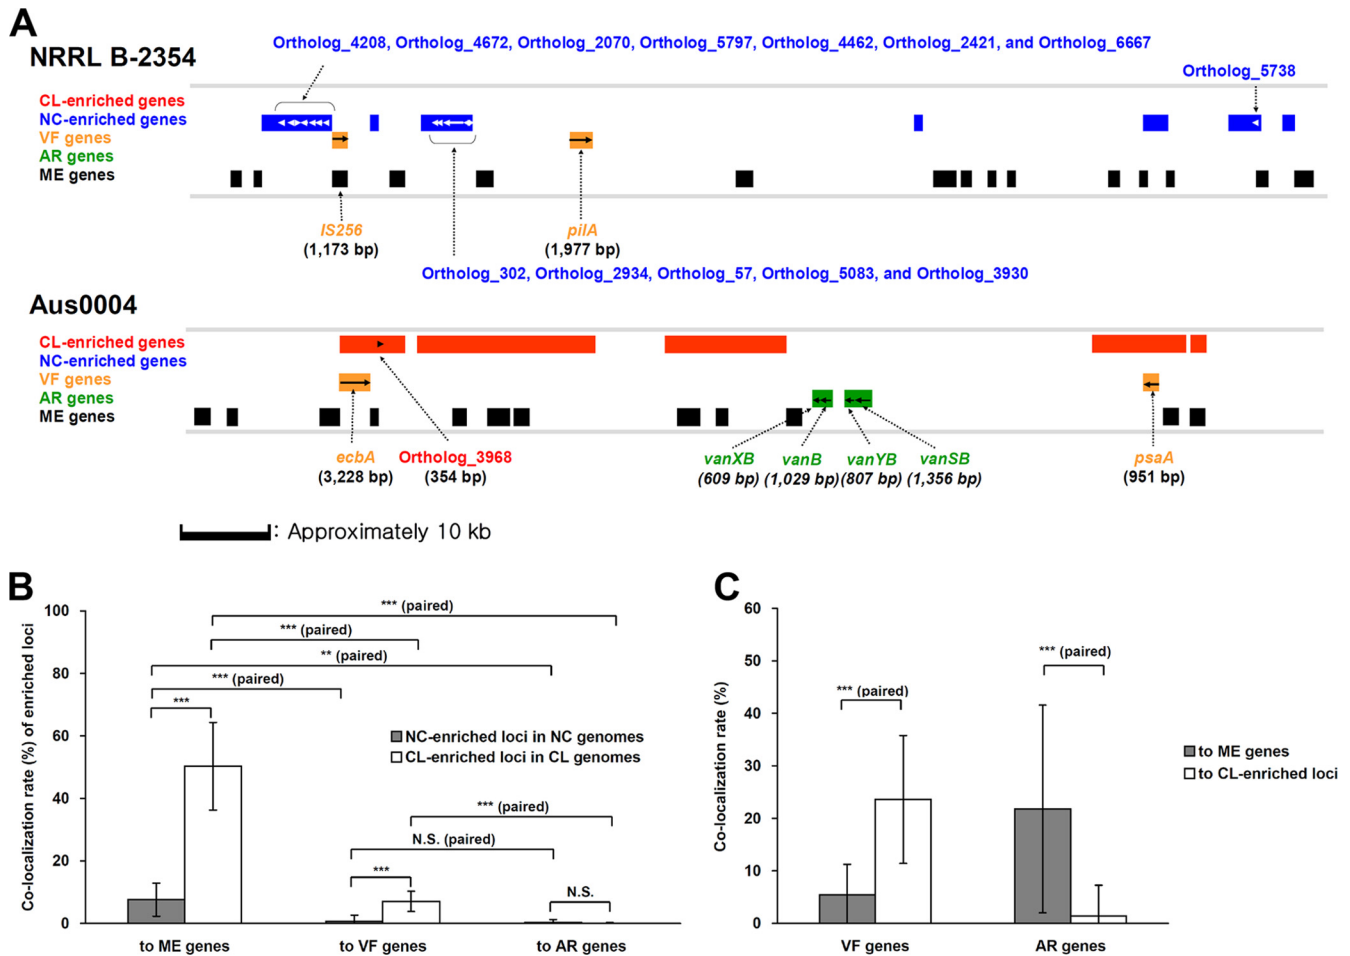 A
NRRL B-2354
Ortholog_4208, Ortholog_4672, Ortholog_2070, Ortholog_5797, Ortholog_4462, Ortholog_2421, and Ortholog_6667
Ortholog_5738
CL-enriched genes
NC-enriched genes
VF genes
AR genes
ME genes
IS256
(1,173 bp)
pilA
(1,977 bp)
Ortholog_302, Ortholog_2934, Ortholog_57, Ortholog_5083, and Ortholog_3930
Aus0004
CL-enriched genes
NC-enriched genes
VF genes
AR genes
ME genes
ecbA
(3,228 bp)
Ortholog_3968
(354 bp)
vanXB
(609 bp)
vanB
(1,029 bp)
vanYB
(807 bp)
vanSB
(1,356 bp)
psaA
(951 bp)
: Approximately 10 kb
B
Co-localization rate (%) of enriched loci
100
80
60
40
20
0
*** (paired)
*** (paired)
** (paired)
*** (paired)
***
NC-enriched loci in NC genomes
CL-enriched loci in CL genomes
*** (paired)
N.S. (paired)
***
N.S.
to ME genes
to VF genes
to AR genes
C
Co-localization rate (%)
60
50
40
30
20
10
0
*** (paired)
*** (paired)
to ME genes
to CL-enriched loci
VF genes
AR genes